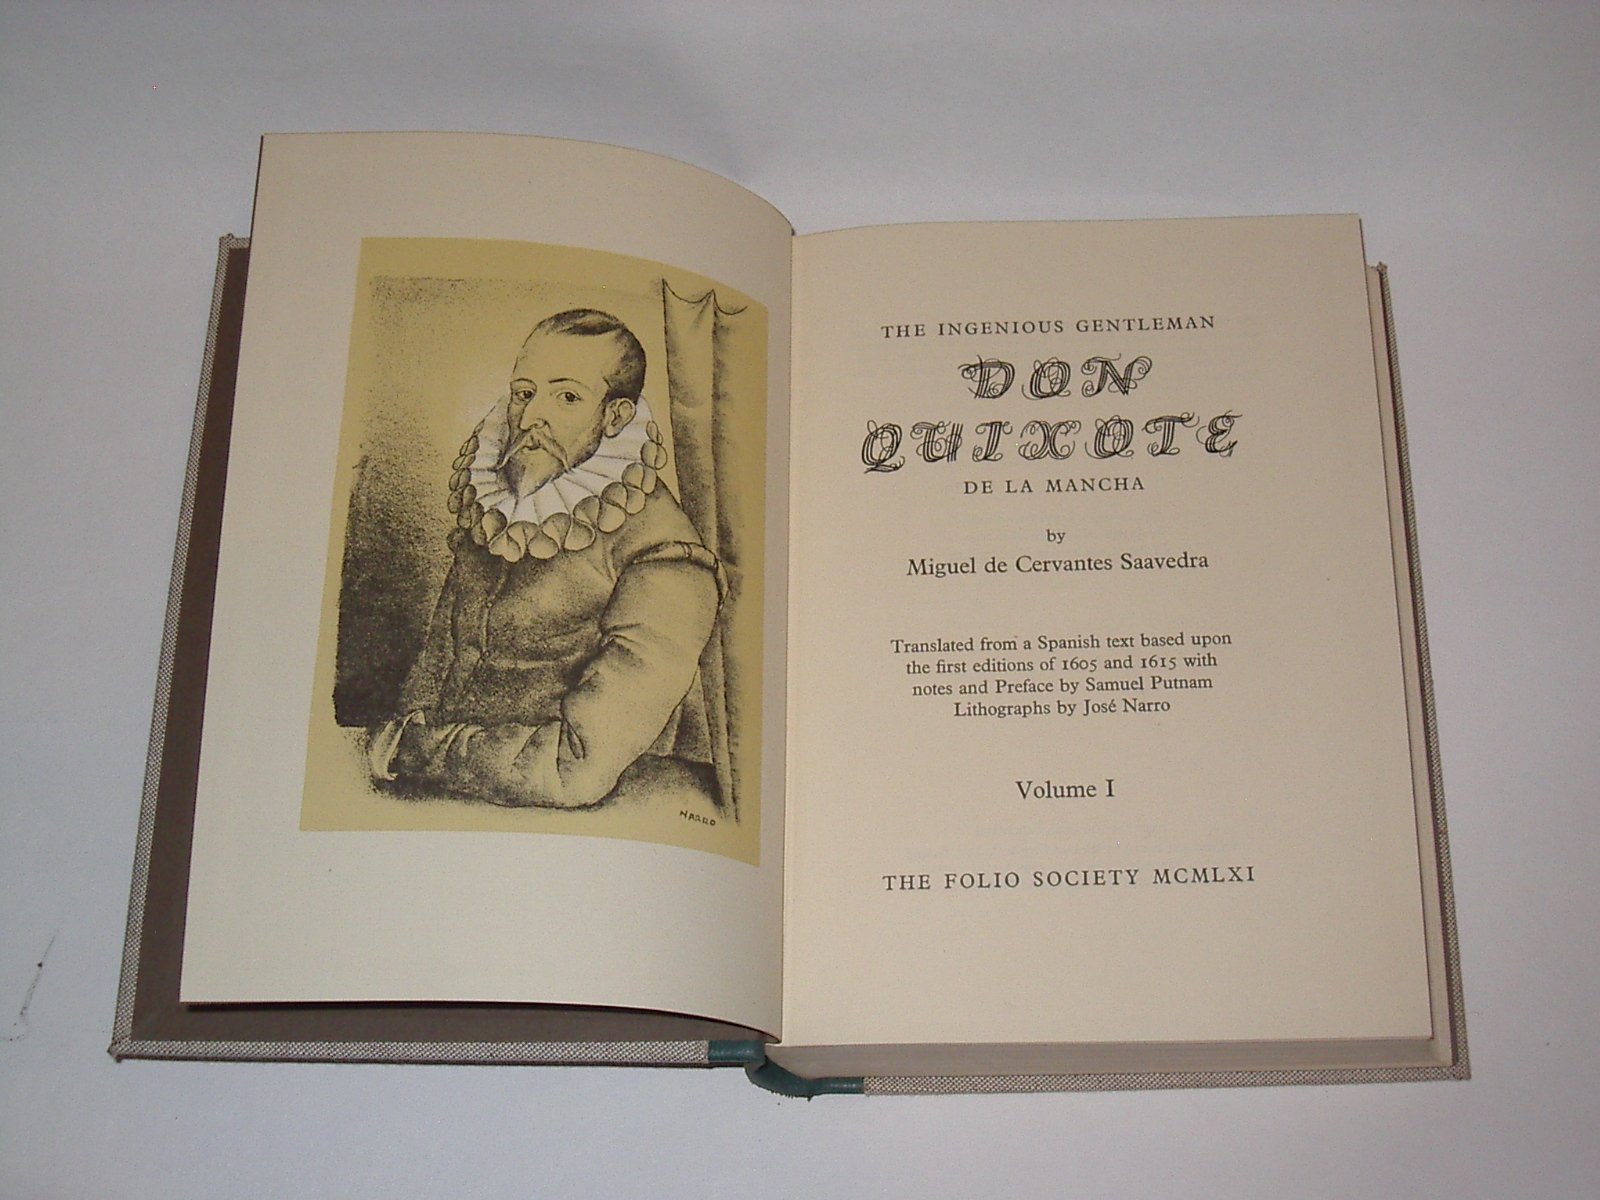 NARRO
THE INGENIOUS GENTLEMAN
DON
QUIXOTE
DE LA MANCHA
by
Miguel de Cervantes Saavedra
Translated from a Spanish text based upon
the first editions of 1605 and 1615 with
notes and Preface by Samuel Putnam
Lithographs by José Narro
Volume I
THE FOLIO SOCIETY MCMLXI